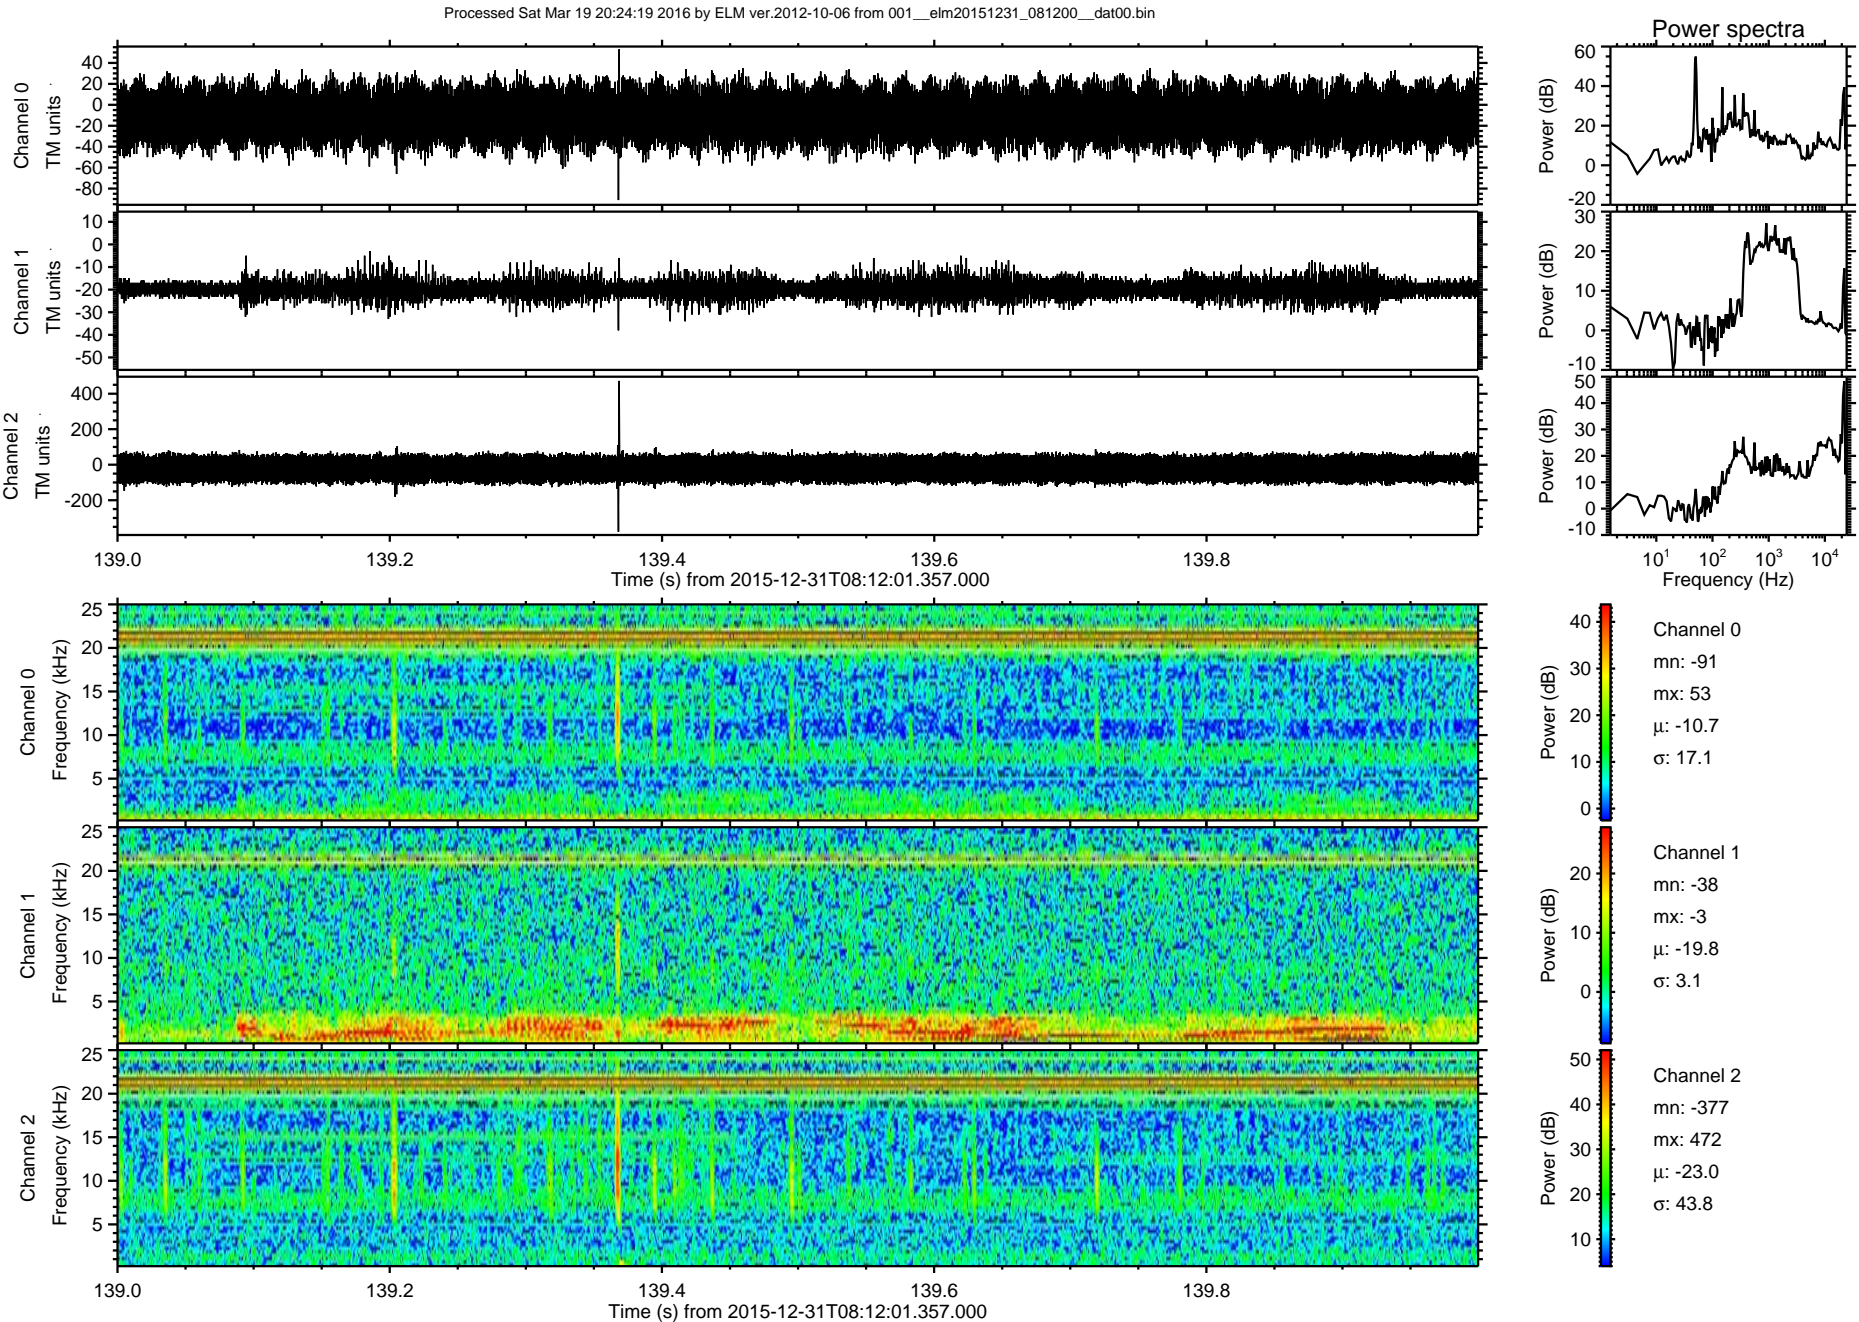 Processed Sat Mar 19 20:24:19 2016 by ELM ver.2012-10-06 from 001__elm20151231_081200__dat00.bin
Power spectra
Channel 0
TM units
40
20
0
-20
-40
-60
-80
Power (dB)
60
40
20
0
-20
Channel 1
TM units
10
0
-10
-20
-30
-40
-50
Power (dB)
30
20
10
0
-10
Channel 2
TM units
400
200
0
-200
Power (dB)
50
40
30
20
10
0
-10
139.0 139.2 139.4 139.6 139.8
Time (s) from 2015-12-31T08:12:01.357.000
10^1 10^2 10^3 10^4
Frequency (Hz)
Channel 0
Frequency (kHz)
25
20
15
10
5
Power (dB)
40
30
20
10
0
Channel 0
mn: -91
mx: 53
μ: -10.7
σ: 17.1
Channel 1
Frequency (kHz)
25
20
15
10
5
Power (dB)
20
10
0
Channel 1
mn: -38
mx: -3
μ: -19.8
σ: 3.1
Channel 2
Frequency (kHz)
25
20
15
10
5
Power (dB)
50
40
30
20
10
Channel 2
mn: -377
mx: 472
μ: -23.0
σ: 43.8
139.0 139.2 139.4 139.6 139.8
Time (s) from 2015-12-31T08:12:01.357.000